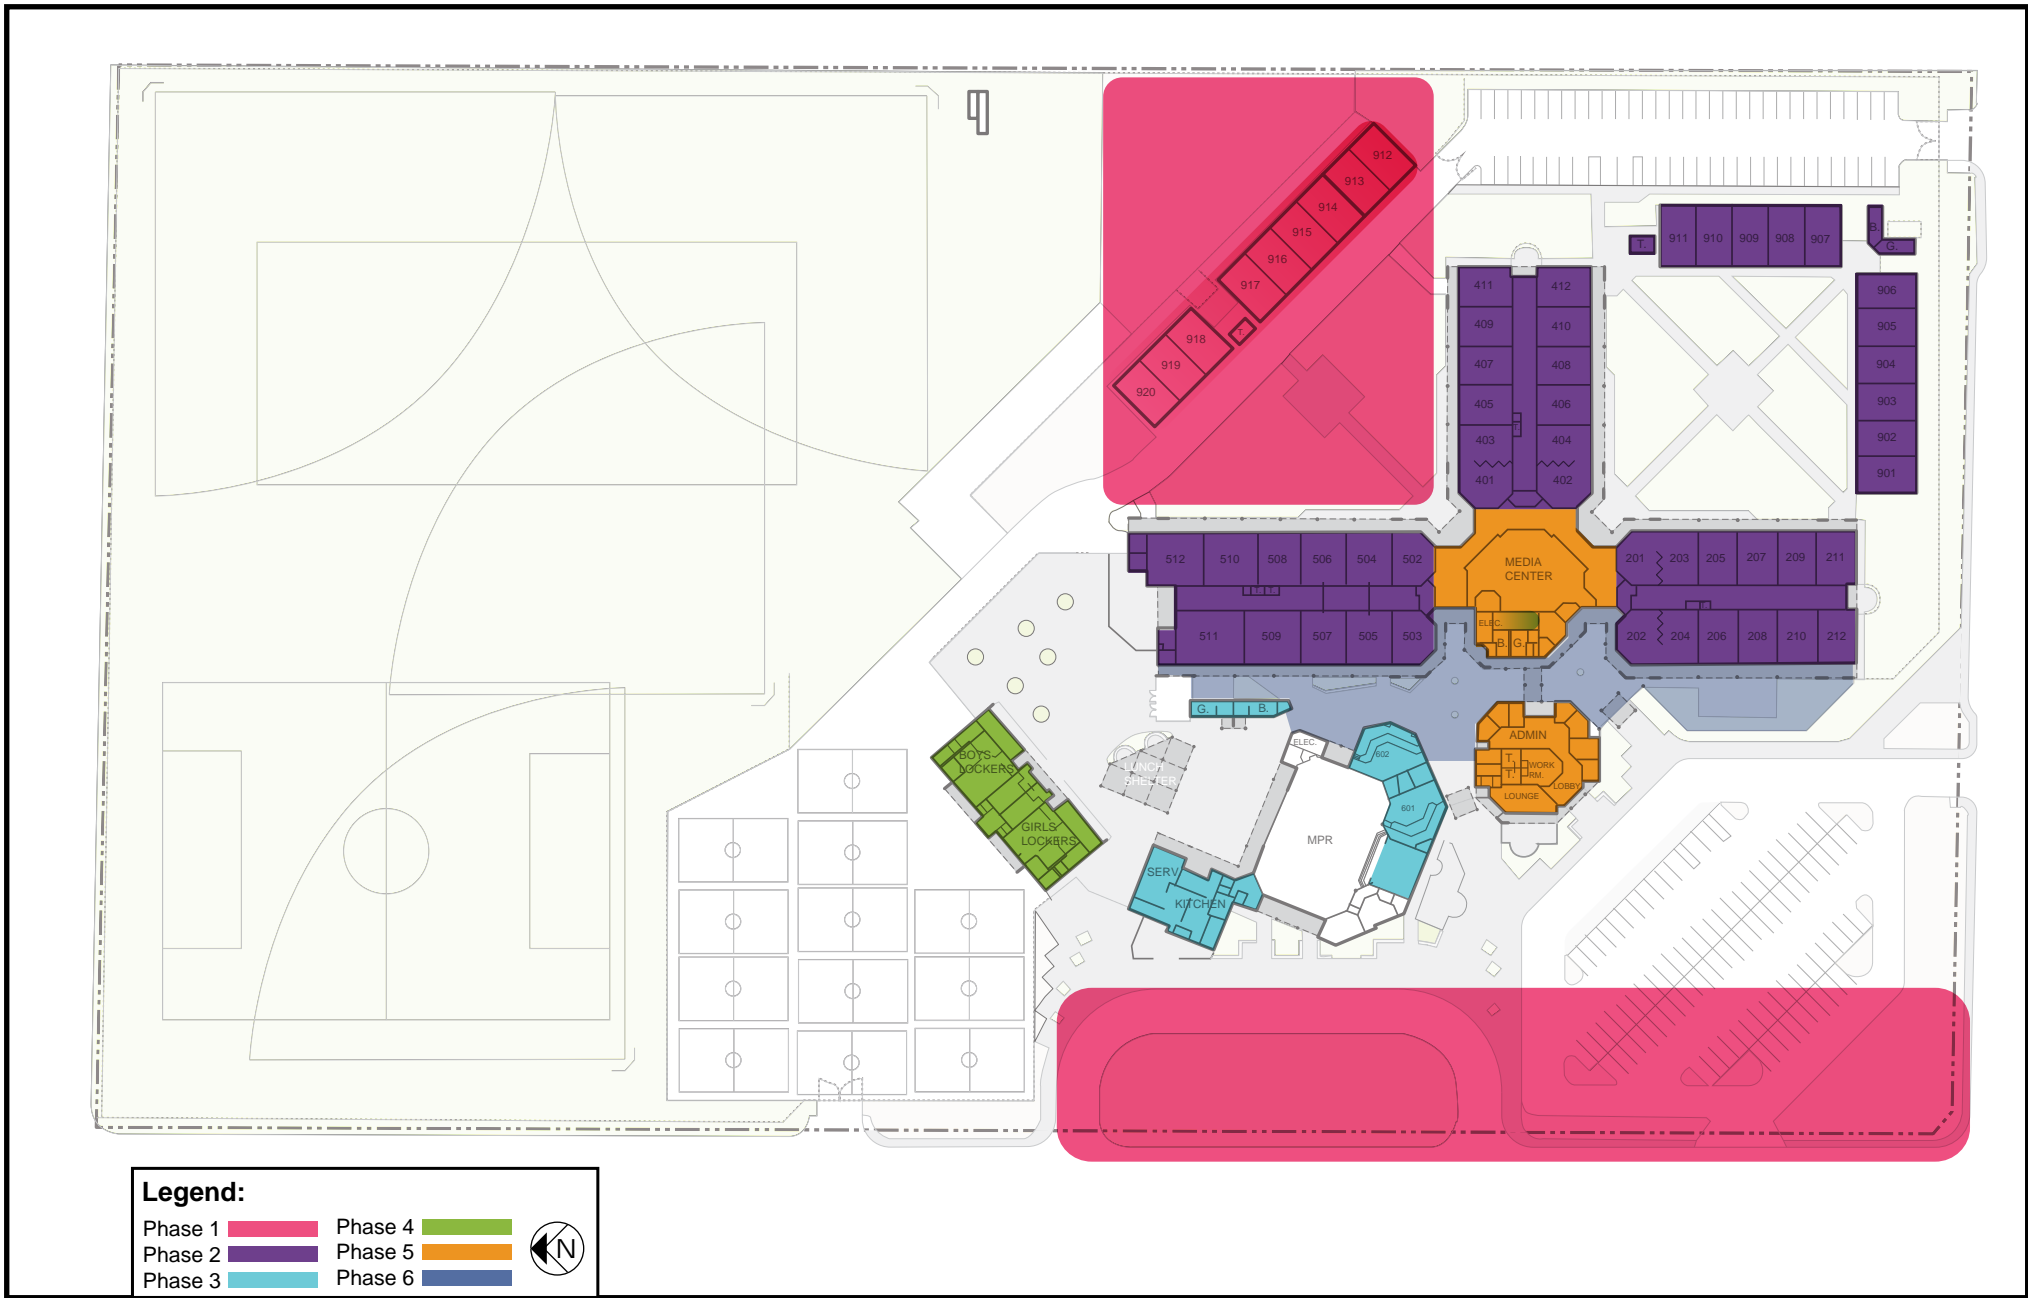 912
913
914
915
916
917
T.
918
919
920
911
910
909
908
907
T.
B.
G.
906
905
904
903
902
901
411
412
409
410
407
408
405
406
T.
403
404
401
402
512
510
508
506
504
502
T.
T.
511
509
507
505
503
MEDIA
CENTER
ELEC.
B.
G.
201
203
205
207
209
211
T.
202
204
206
208
210
212
G.
B.
ELEC.
602
601
MPR
ADMIN
T.
T.
WORK
RM.
LOBBY
LOUNGE
BOYS
LOCKERS
GIRLS
LOCKERS
LUNCH
SHELTER
SERV
KITCHEN
Legend:
Phase 1
Phase 4
Phase 2
Phase 5
Phase 3
Phase 6
N